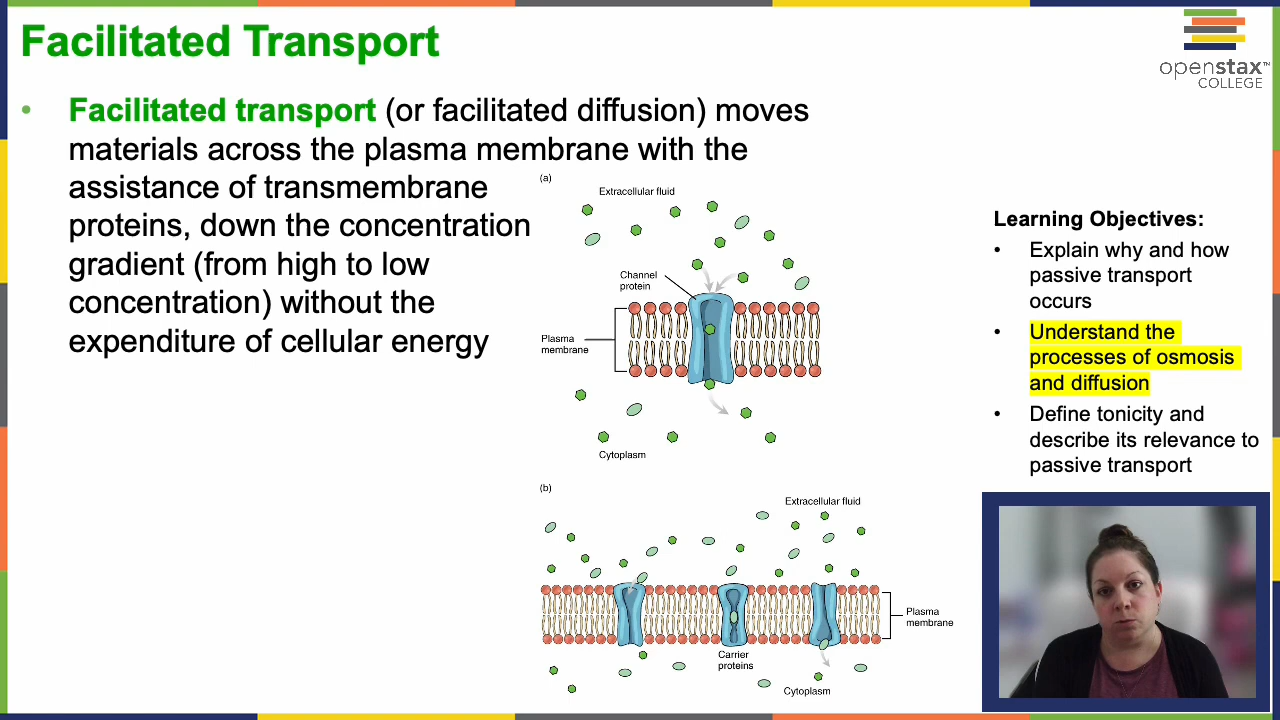 Facilitated Transport
openstax™
COLLEGE
• Facilitated transport (or facilitated diffusion) moves
materials across the plasma membrane with the
assistance of transmembrane
proteins, down the concentration
gradient (from high to low
concentration) without the
expenditure of cellular energy
(a)
Extracellular fluid
Channel
protein
Plasma
membrane
Cytoplasm
(b)
Extracellular fluid
Plasma
membrane
Carrier
proteins
Cytoplasm
Learning Objectives:
• Explain why and how
passive transport
occurs
• Understand the
processes of osmosis
and diffusion
• Define tonicity and
describe its relevance to
passive transport